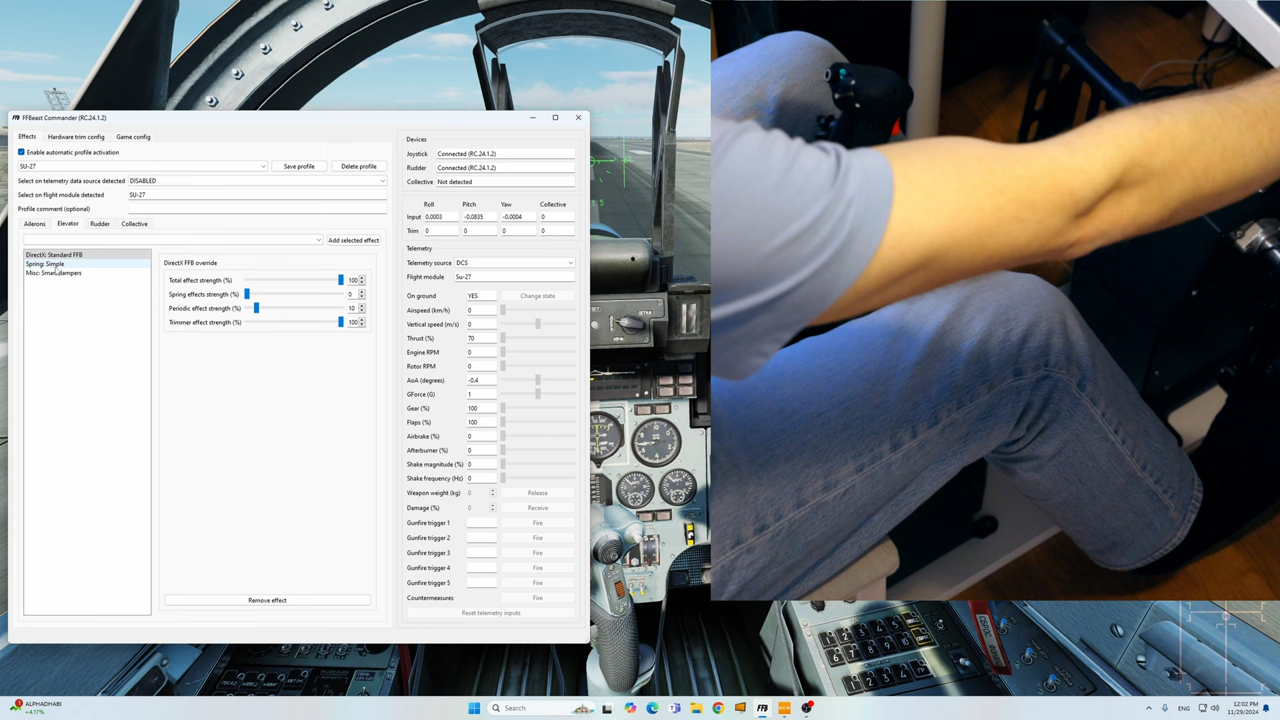 FFBeast Commander (RC.24.1.2)
Effects Hardware trim config Game config
Enable automatic profile activation
SU-27 Save profile Delete profile
Select on telemetry data source detected DISABLED
Select on flight module detected SU-27
Profile comment (optional)
Ailerons Elevator Rudder Collective
Add selected effect
DirectX: Standard FFB
Spring: Simple
Misc: Smart dampers
DirectX FFB override
Total effect strength (%) 100
Spring effects strength (%) 0
Periodic effect strength (%) 10
Trimmer effect strength (%) 100
Remove effect
Devices
Joystick Connected (RC.24.1.2)
Rudder Connected (RC.24.1.2)
Collective Not detected
Roll Pitch Yaw Collective
Input 0.0003 -0.0835 -0.0004 0
Trim 0 0 0 0
Telemetry
Telemetry source DCS
Flight module Su-27
On ground YES Change state
Airspeed (km/h) 0
Vertical speed (m/s) 0
Thrust (%) 70
Engine RPM 0
Rotor RPM 0
AoA (degrees) -0.4
GForce (G) 1
Gear (%) 100
Flaps (%) 100
Airbrake (%) 0
Afterburner (%) 0
Shake magnitude (%) 0
Shake frequency (Hz) 0
Weapon weight (kg) 0 Release
Damage (%) 0 Receive
Gunfire trigger 1 Fire
Gunfire trigger 2 Fire
Gunfire trigger 3 Fire
Gunfire trigger 4 Fire
Gunfire trigger 5 Fire
Countermeasures Fire
Reset telemetry inputs
ALPHADHABI
+4.17%
Search
FFB
ENG
12:02 PM
11/29/2024